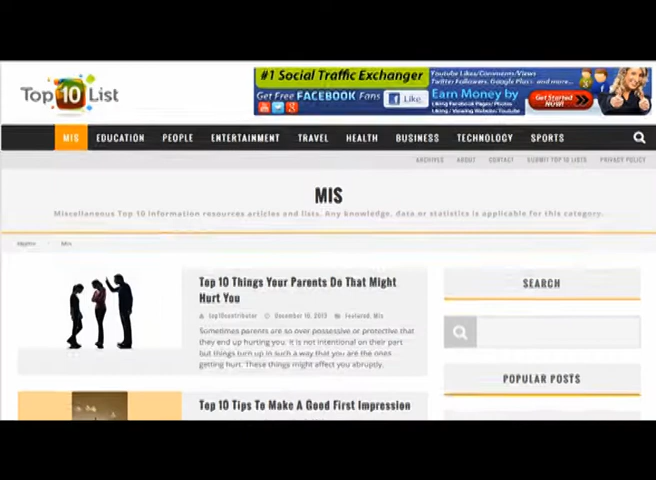 Top 10 List
#1 Social Traffic Exchanger
Get Free FACEBOOK Fans
Like
Youtube Likes/Comments/Views
Twitter Followers, Google Plus+ and more...
Earn Money by
Liking Facebook Pages/Photos
Liking/Viewing Website/Youtube
Get Started NOW!
MIS EDUCATION PEOPLE ENTERTAINMENT TRAVEL HEALTH BUSINESS TECHNOLOGY SPORTS
ARCHIVES ABOUT CONTACT SUBMIT TOP 10 LISTS PRIVACY POLICY
MIS
Miscellaneous Top 10 information resources articles and lists. Any knowledge, data or statistics is applicable for this category.
Home Mis
Top 10 Things Your Parents Do That Might
Hurt You
top10contributor December 10, 2013 Featured, Mis
Sometimes parents are so over possessive or protective that
they end up hurting you. It is not intentional on their part
but things turn up in such a way that you are the ones
getting hurt. These things might affect you abruptly.
Top 10 Tips To Make A Good First Impression
SEARCH
POPULAR POSTS